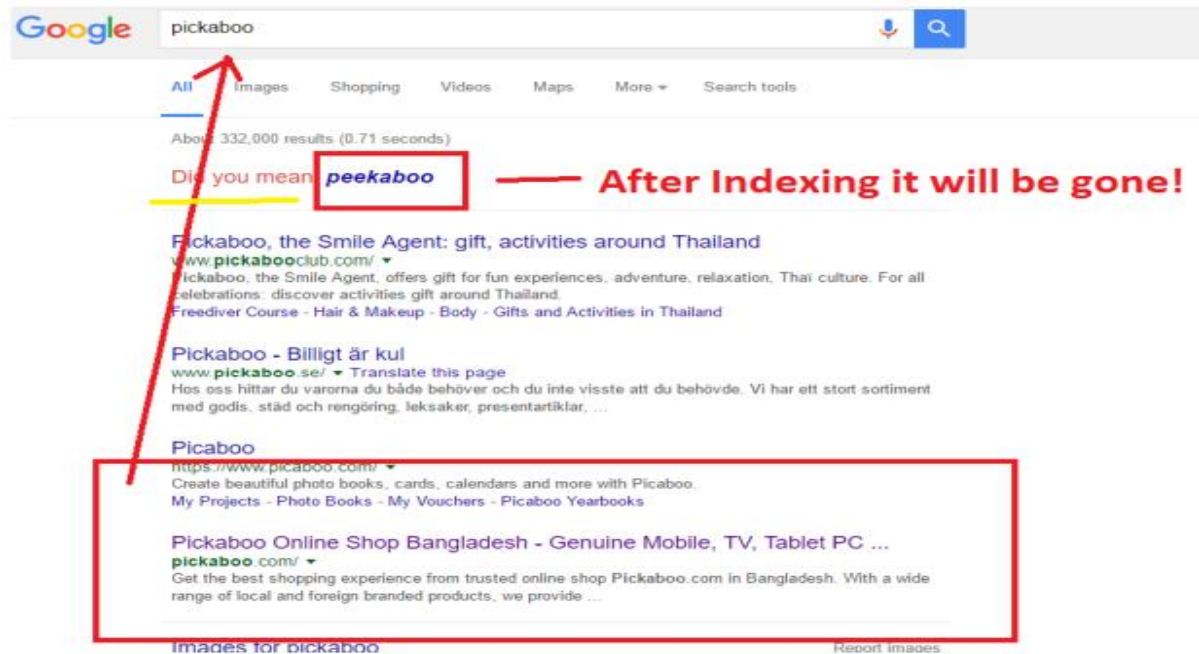 Google pickaboo
All Images Shopping Videos Maps More Search tools
About 332,000 results (0.71 seconds)
Did you mean peekaboo After Indexing it will be gone!
Pickaboo, the Smile Agent: gift, activities around Thailand
www.pickabooclub.com/
Pickaboo, the Smile Agent, offers gift for fun experiences, adventure, relaxation, Thaï culture. For all
celebrations: discover activities gift around Thailand.
Freediver Course - Hair & Makeup - Body - Gifts and Activities in Thailand
Pickaboo - Billigt är kul
www.pickaboo.se/ Translate this page
Hos oss hittar du varorna du både behöver och du inte visste att du behövde. Vi har ett stort sortiment
med godis, städ och rengöring, leksaker, presentartiklar, ...
Picaboo
https://www.picaboo.com/
Create beautiful photo books, cards, calendars and more with Picaboo.
My Projects - Photo Books - My Vouchers - Picaboo Yearbooks
Pickaboo Online Shop Bangladesh - Genuine Mobile, TV, Tablet PC ...
pickaboo.com/
Get the best shopping experience from trusted online shop Pickaboo.com in Bangladesh. With a wide
range of local and foreign branded products, we provide ...
Images for pickaboo Report images